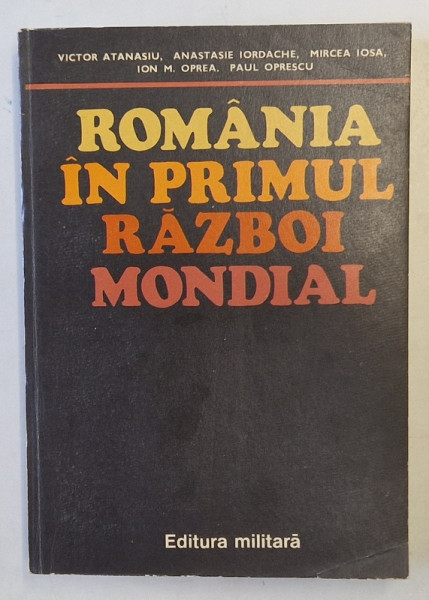 VICTOR ATANASIU, ANASTASIE IORDACHE, MIRCEA IOSA,
ION M. OPREA, PAUL OPRESCU
ROMÂNIA
ÎN PRIMUL
RĂZBOI
MONDIAL
Editura militară